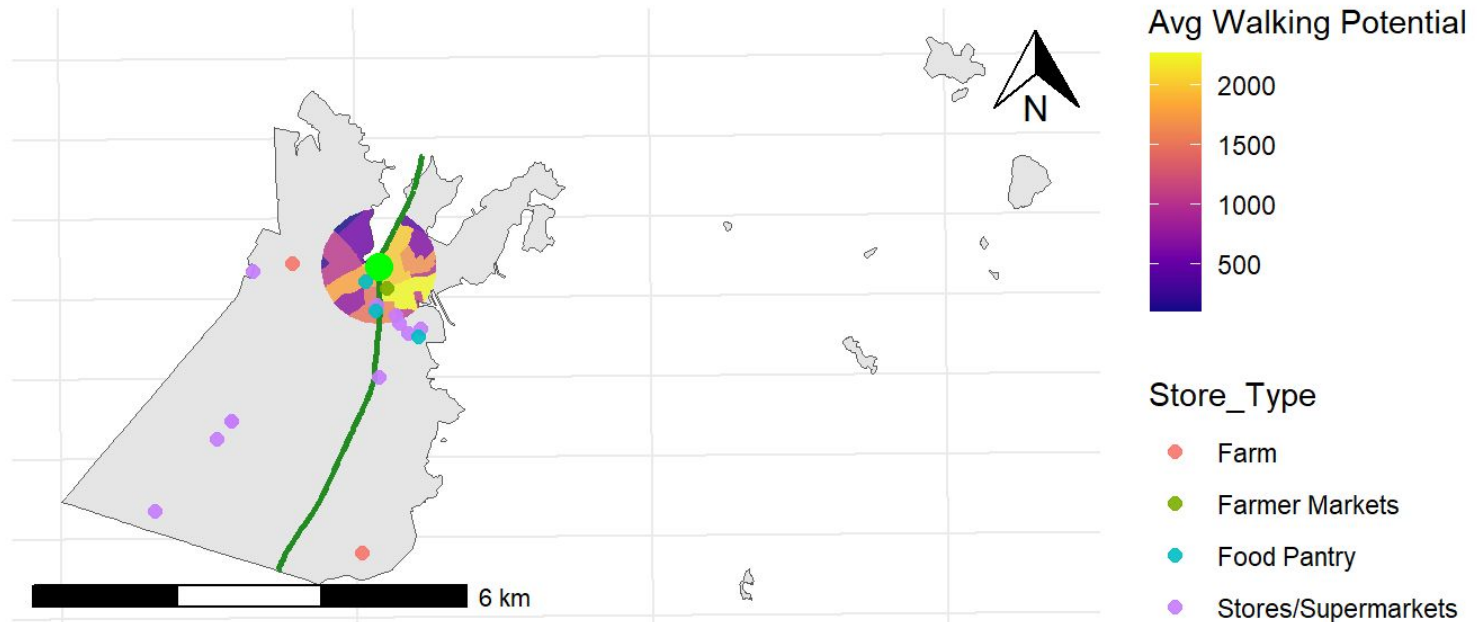 Avg Walking Potential
2000
1500
1000
500
N
Store_Type
Farm
Farmer Markets
Food Pantry
Stores/Supermarkets
6 km